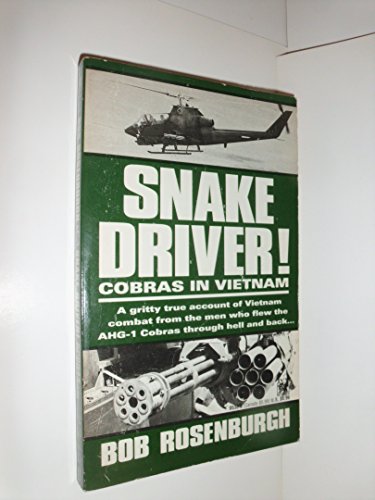 SNAKE
DRIVER!
COBRAS IN VIETNAM
A gritty true account of Vietnam
combat from the men who flew the
AHG-1 Cobras through hell and back...
BOB ROSENBURGH